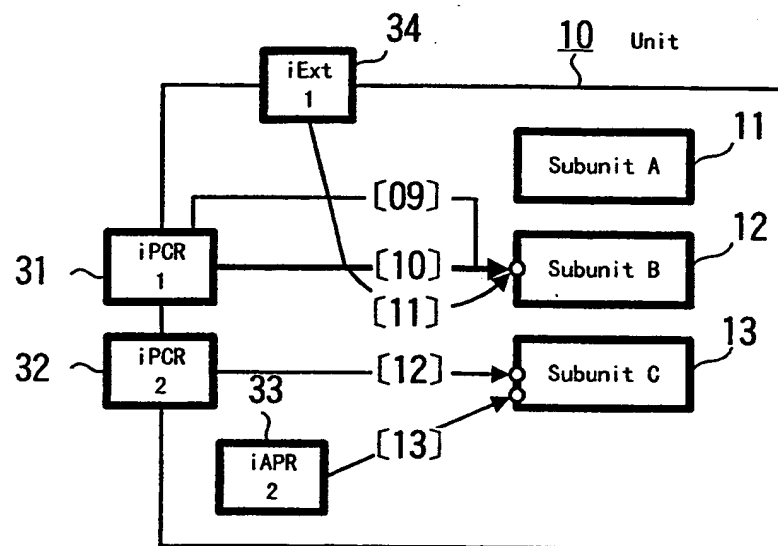 34
10 Unit
iExt
1
11
Subunit A
[09]
12
31
iPCR
1
[10]
Subunit B
[11]
13
32
iPCR
2
[12]
Subunit C
33
[13]
iAPR
2